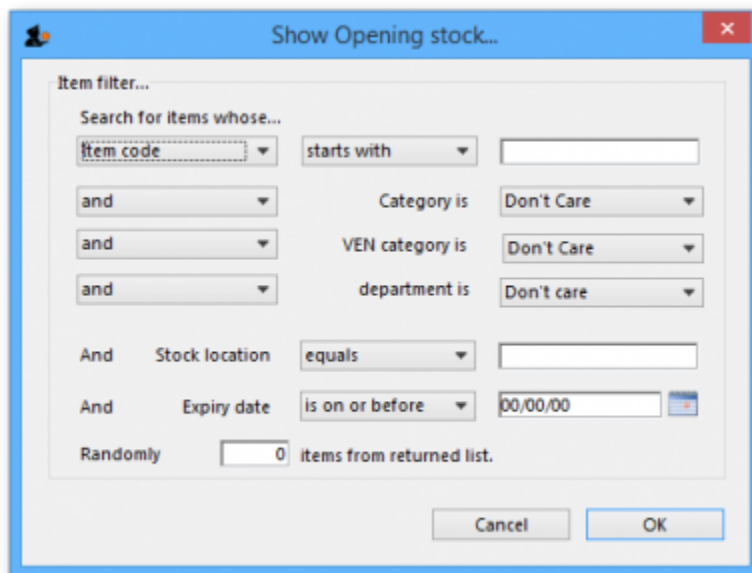 Show Opening stock...
Item filter...
Search for items whose...
Item code starts with
and Category is Don't Care
and VEN category is Don't Care
and department is Don't care
And Stock location equals
And Expiry date is on or before 00/00/00
Randomly 0 items from returned list.
Cancel OK